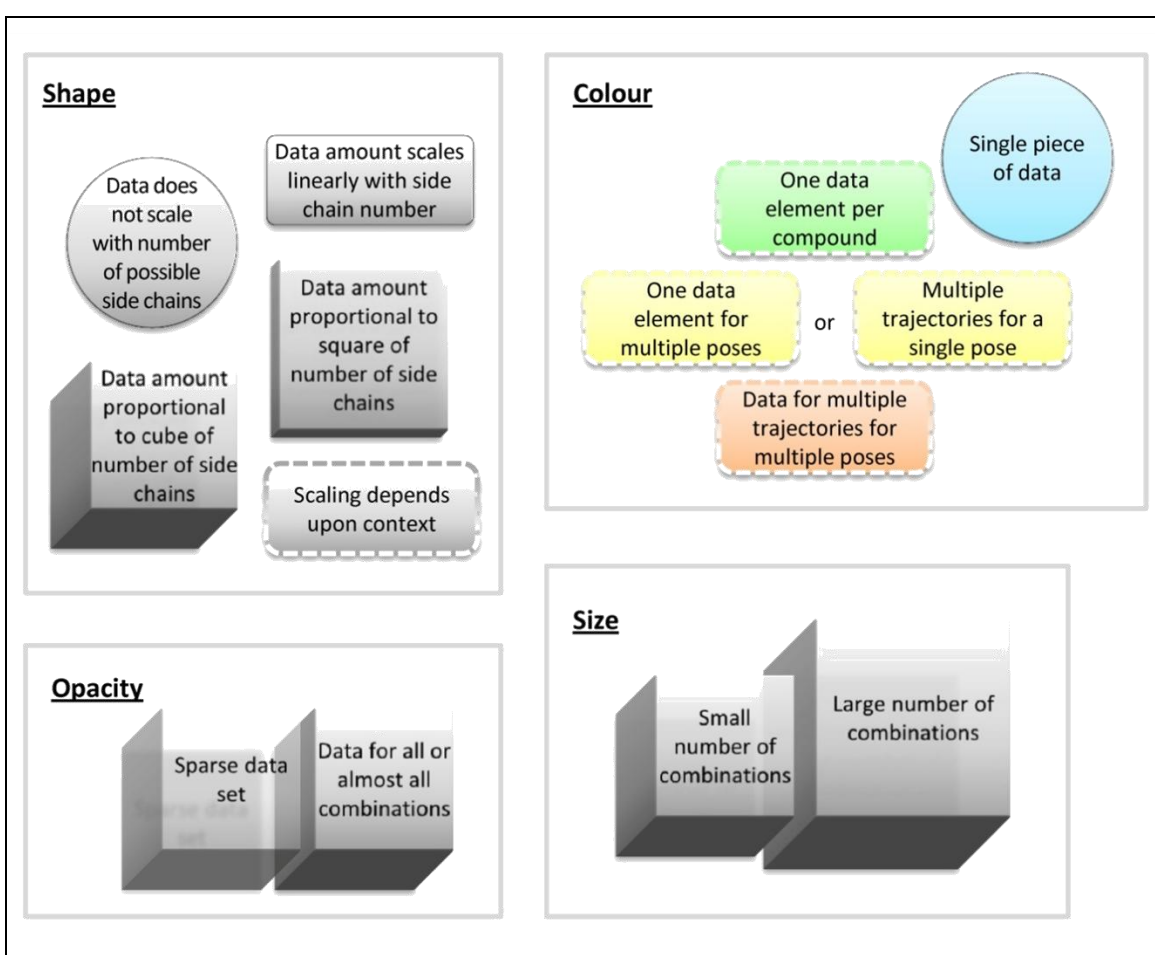 Shape
Data does
not scale
with number
of possible
side chains
Data amount scales
linearly with side
chain number
Data amount
proportional to
square of
number of side
chains
Data amount
proportional
to cube of
number of side
chains
Scaling depends
upon context
Colour
Single piece
of data
One data
element per
compound
One data
element for
multiple poses
or
Multiple
trajectories for a
single pose
Data for multiple
trajectories for
multiple poses
Opacity
Sparse data
set
Sparse data
set
Data for all or
almost all
combinations
Size
Small
number of
combinations
Large number of
combinations